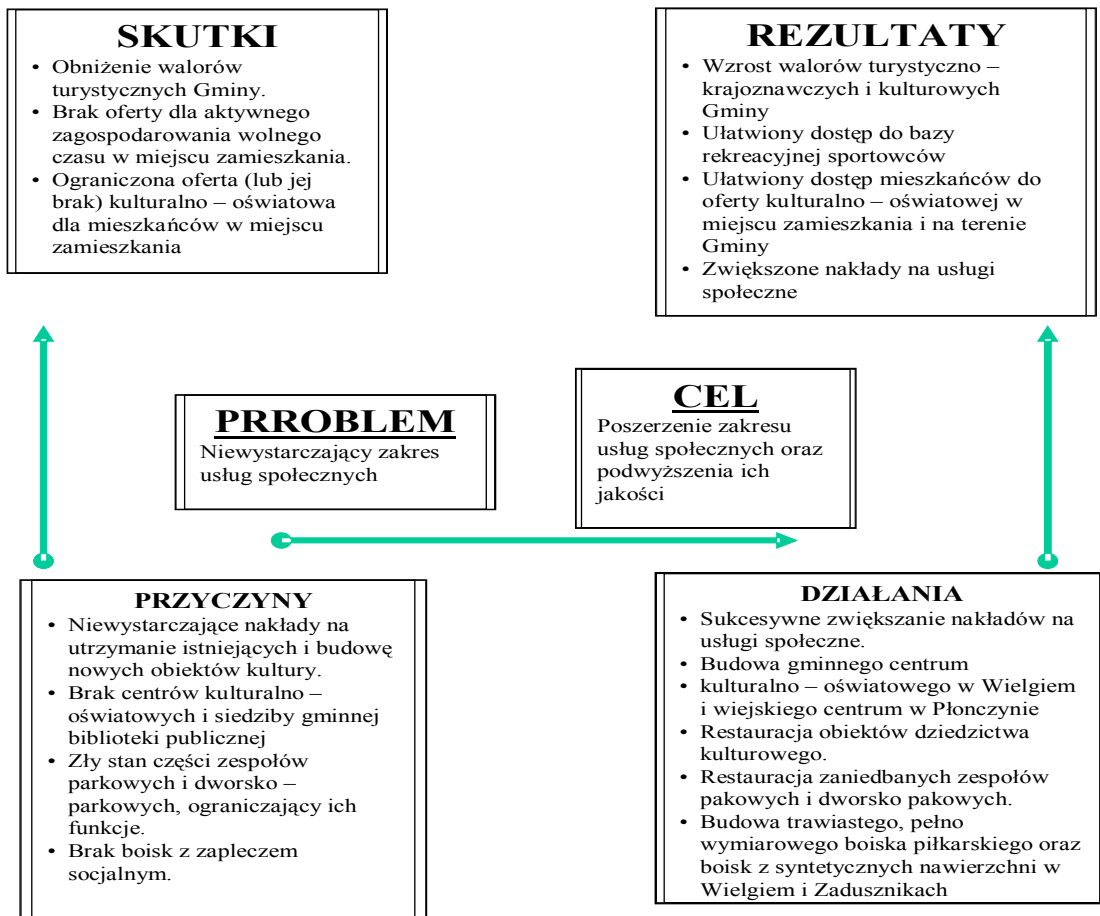 SKUTKI
• Obniżenie walorów
turystycznych Gminy.
• Brak oferty dla aktywnego
zagospodarowania wolnego
czasu w miejscu zamieszkania.
• Ograniczona oferta (lub jej
brak) kulturalno – oświatowa
dla mieszkańców w miejscu
zamieszkania
REZULTATY
• Wzrost walorów turystyczno –
krajoznawczych i kulturowych
Gminy
• Ułatwiony dostęp do bazy
rekreacyjnej sportowców
• Ułatwiony dostęp mieszkańców do
oferty kulturalno – oświatowej w
miejscu zamieszkania i na terenie
Gminy
• Zwiększone nakłady na usługi
społeczne
PRROBLEM
Niewystarczający zakres
usług społecznych
CEL
Poszerzenie zakresu
usług społecznych oraz
podwyższenia ich
jakości
PRZYCZYNY
• Niewystarczające nakłady na
utrzymanie istniejących i budowę
nowych obiektów kultury.
• Brak centrów kulturalno –
oświatowych i siedziby gminnej
biblioteki publicznej
• Zły stan części zespołów
parkowych i dworsko –
parkowych, ograniczający ich
funkcje.
• Brak boisk z zapleczem
socjalnym.
DZIAŁANIA
• Sukcesywne zwiększanie nakładów na
usługi społeczne.
• Budowa gminnego centrum
• kulturalno – oświatowego w Wielgiem
i wiejskiego centrum w Płonczynie
• Restauracja obiektów dziedzictwa
kulturowego.
• Restauracja zaniedbanych zespołów
pakowych i dworsko pakowych.
• Budowa trawiastego, pełno
wymiarowego boiska piłkarskiego oraz
boisk z syntetycznych nawierzchni w
Wielgiem i Zadusznikach